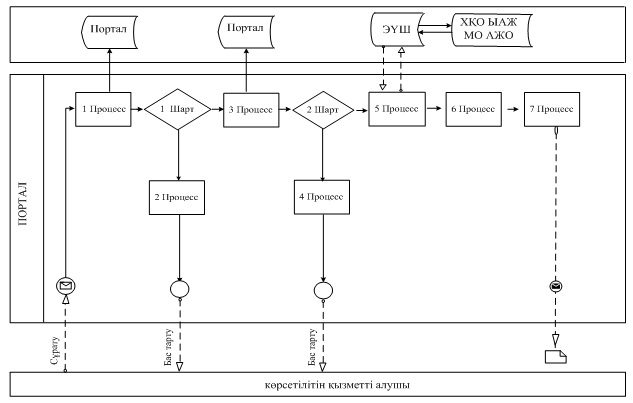 Портал
Портал
ЭҮШ
ХКО ЫАЖ
МО АЖО
ПОРТАЛ
1 Процесс
1 Шарт
3 Процесс
2 Шарт
5 Процесс
6 Процесс
7 Процесс
2 Процесс
4 Процесс
Сұрату
Бас тарту
Бас тарту
көрсетілітін қызметті алушы